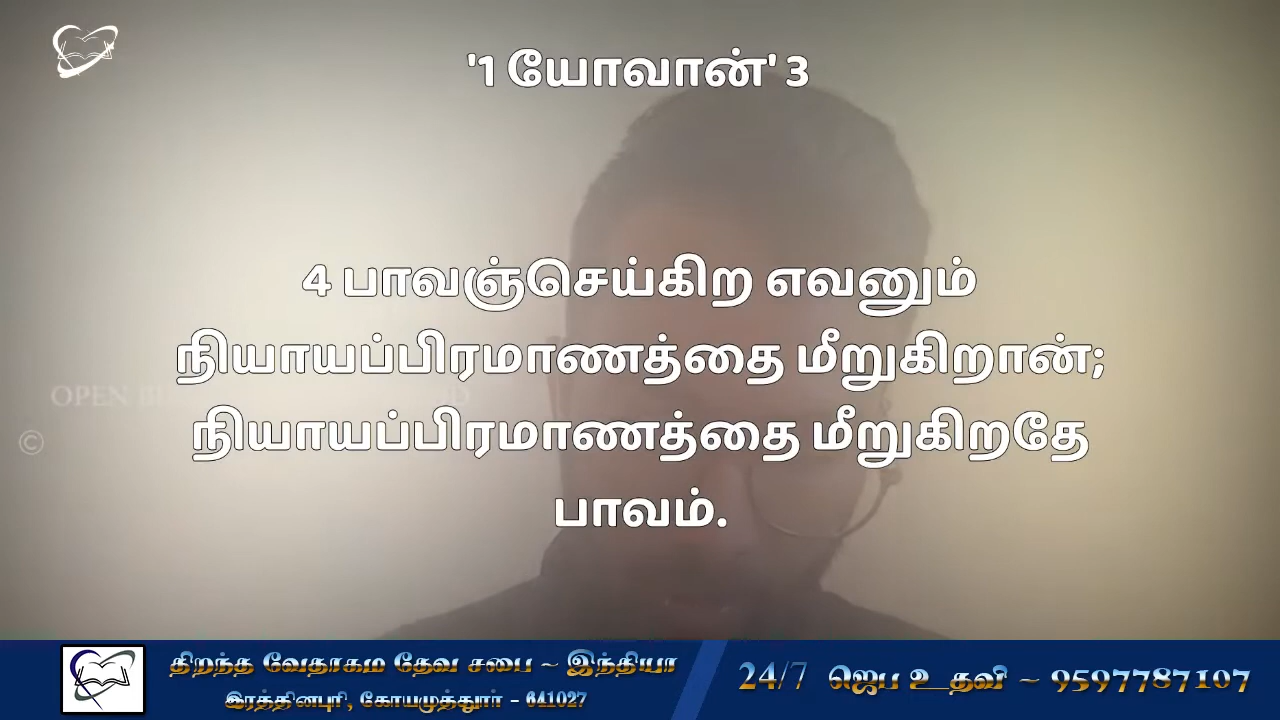 '1 யோவான்' 3
4 பாவஞ்செய்கிற எவனும்
நியாயப்பிரமாணத்தை மீறுகிறான்;
நியாயப்பிரமாணத்தை மீறுகிறதே
பாவம்.
OPEN
©
திறந்த வேதாகம தேவ சபை ~ இந்தியா
இரத்தினபுரி, கோயமுத்தூர் - 641027
24/7 ஜெப உதவி ~ 9597787107